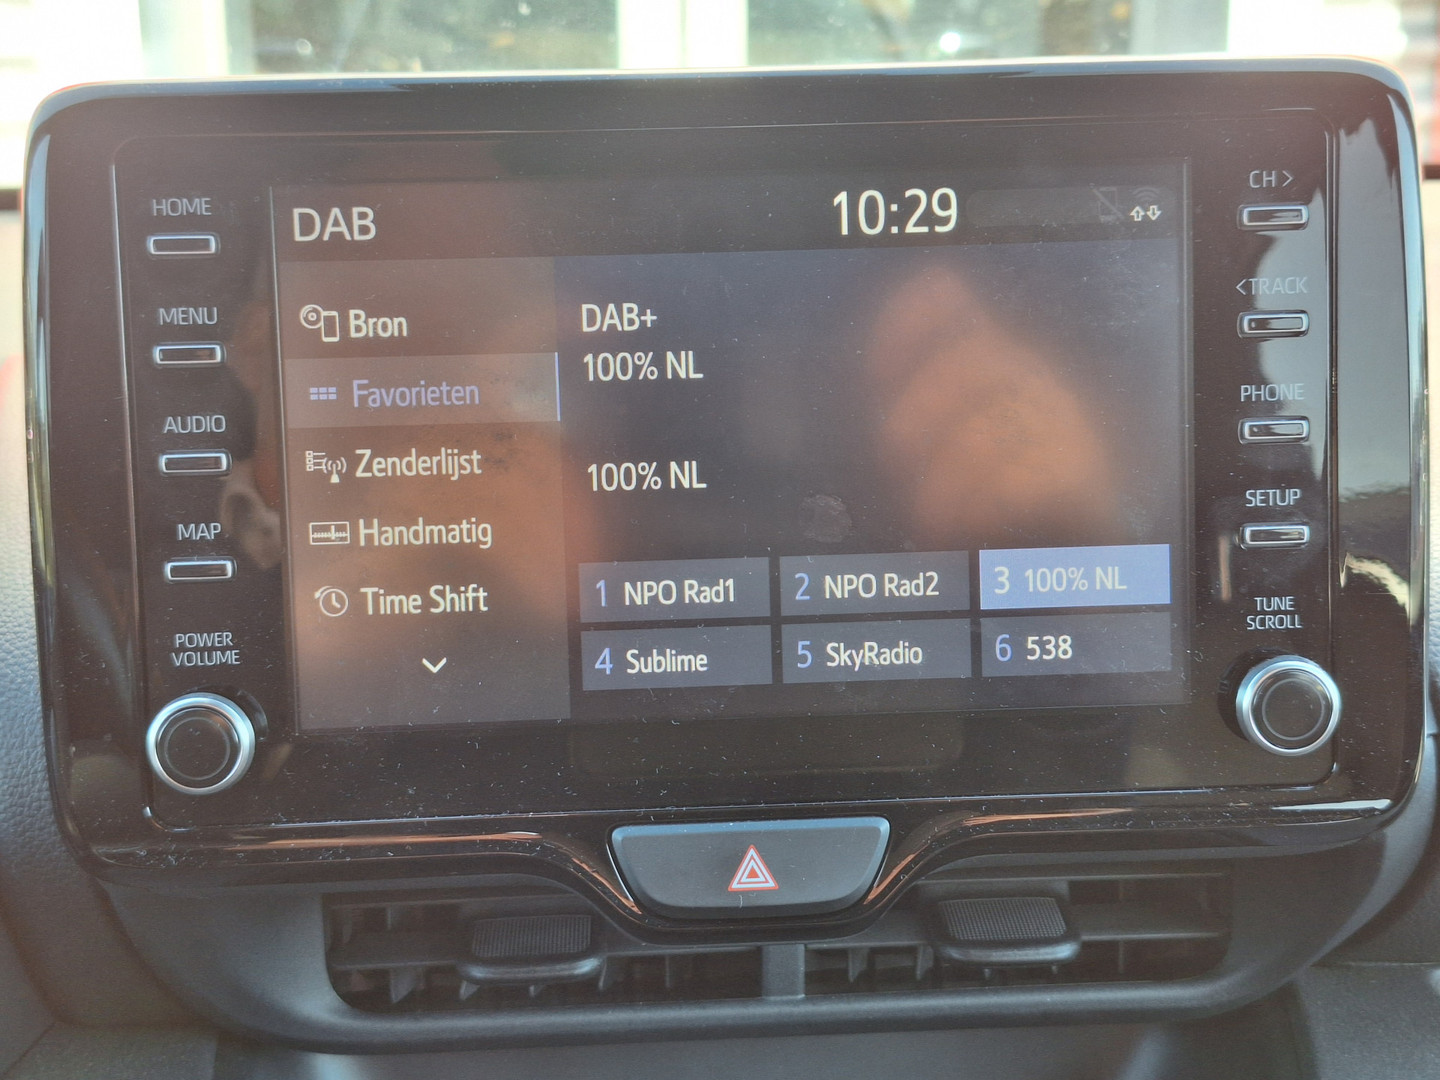 HOME
MENU
AUDIO
MAP
POWER
VOLUME
DAB
10:29
Bron
Favorieten
Zenderlijst
Handmatig
Time Shift
DAB+
100% NL
100% NL
1 NPO Rad1
2 NPO Rad2
3 100% NL
4 Sublime
5 SkyRadio
6 538
CH >
< TRACK
PHONE
SETUP
TUNE
SCROLL